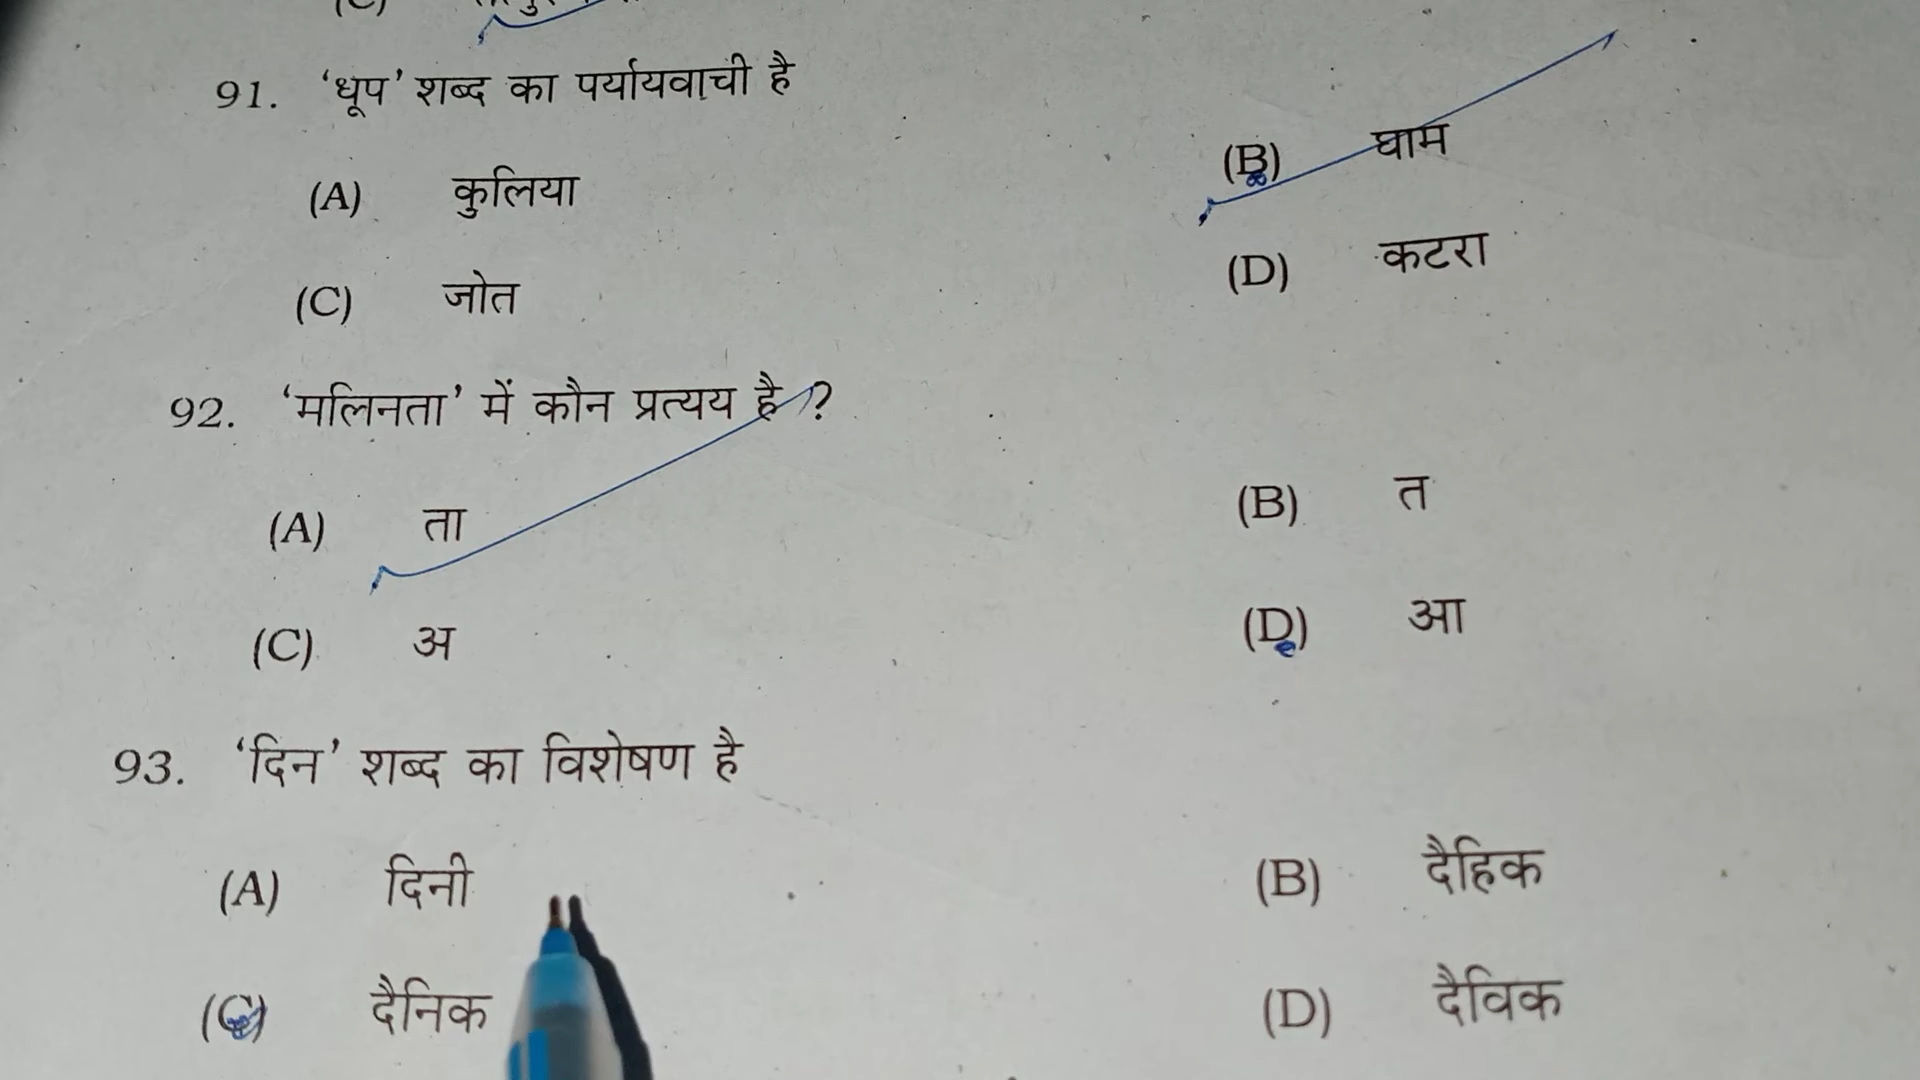 (C)
91. ‘धूप’ शब्द का पर्यायवाची है
(A) कुलिया (B) घाम
(C) जोत (D) कटरा
92. ‘मलिनता’ में कौन प्रत्यय है ?
(A) ता (B) त
(C) अ (D) आ
93. ‘दिन’ शब्द का विशेषण है
(A) दिनी (B) दैहिक
(C) दैनिक (D) दैविक